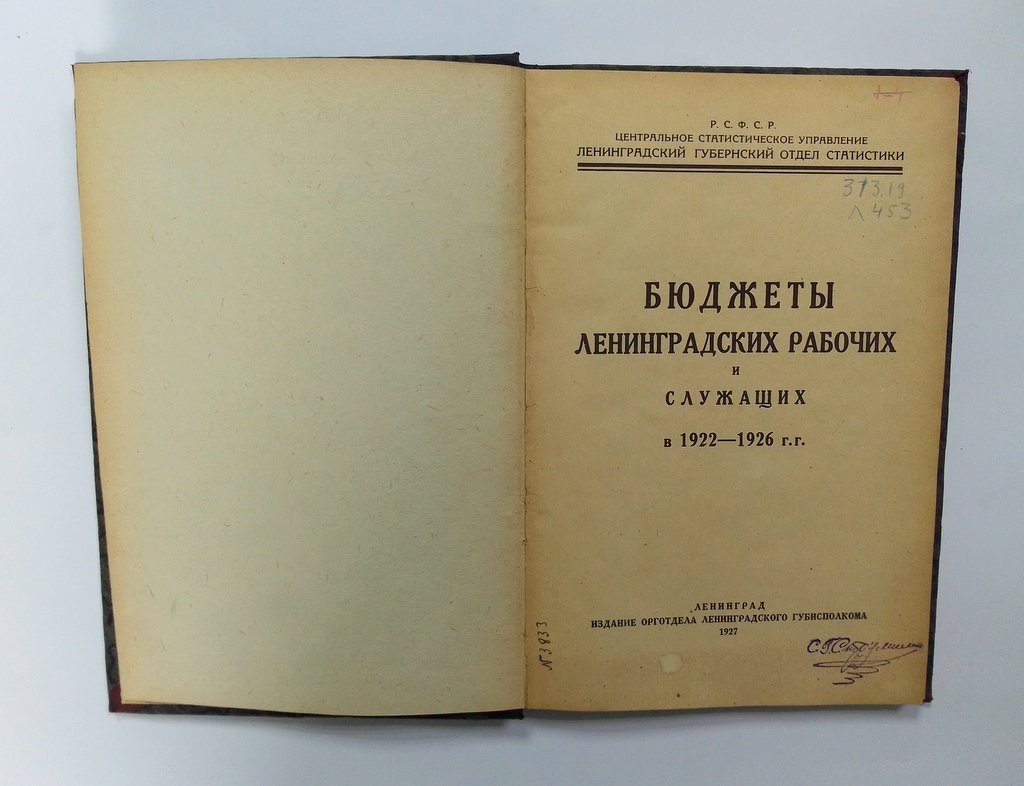 Р. С. Ф. С. Р.
ЦЕНТРАЛЬНОЕ СТАТИСТИЧЕСКОЕ УПРАВЛЕНИЕ
ЛЕНИНГРАДСКИЙ ГУБЕРНСКИЙ ОТДЕЛ СТАТИСТИКИ
313.19
Л 453
БЮДЖЕТЫ
ЛЕНИНГРАДСКИХ РАБОЧИХ
И
СЛУЖАЩИХ
в 1922—1926 г.г.
ЛЕНИНГРАД
ИЗДАНИЕ ОРГОТДЕЛА ЛЕНИНГРАДСКОГО ГУБИСПОЛКОМА
1927
№3833